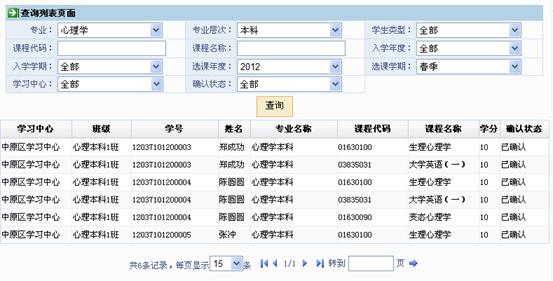 查询列表页面
专业： 心理学 专业层次： 本科 学生类型： 全部
课程代码： 课程名称： 入学年度： 全部
入学学期： 全部 选课年度： 2012 选课学期： 春季
学习中心： 全部 确认状态： 全部
查询
学习中心 班级 学号 姓名 专业名称 课程代码 课程名称 学分 确认状态
中原区学习中心 心理本科1班 12037101200003 郑成功 心理学本科 01630100 生理心理学 10 已确认
中原区学习中心 心理本科1班 12037101200003 郑成功 心理学本科 03835031 大学英语（一） 10 已确认
中原区学习中心 心理本科1班 12037101200004 陈圆圆 心理学本科 01630100 生理心理学 10 已确认
中原区学习中心 心理本科1班 12037101200004 陈圆圆 心理学本科 03835031 大学英语（一） 10 已确认
中原区学习中心 心理本科1班 12037101200004 陈圆圆 心理学本科 01630090 变态心理学 10 已确认
中原区学习中心 心理本科1班 12037101200005 张冲 心理学本科 01630100 生理心理学 10 已确认
共6条记录，每页显示 15 条 1/1 转到 页